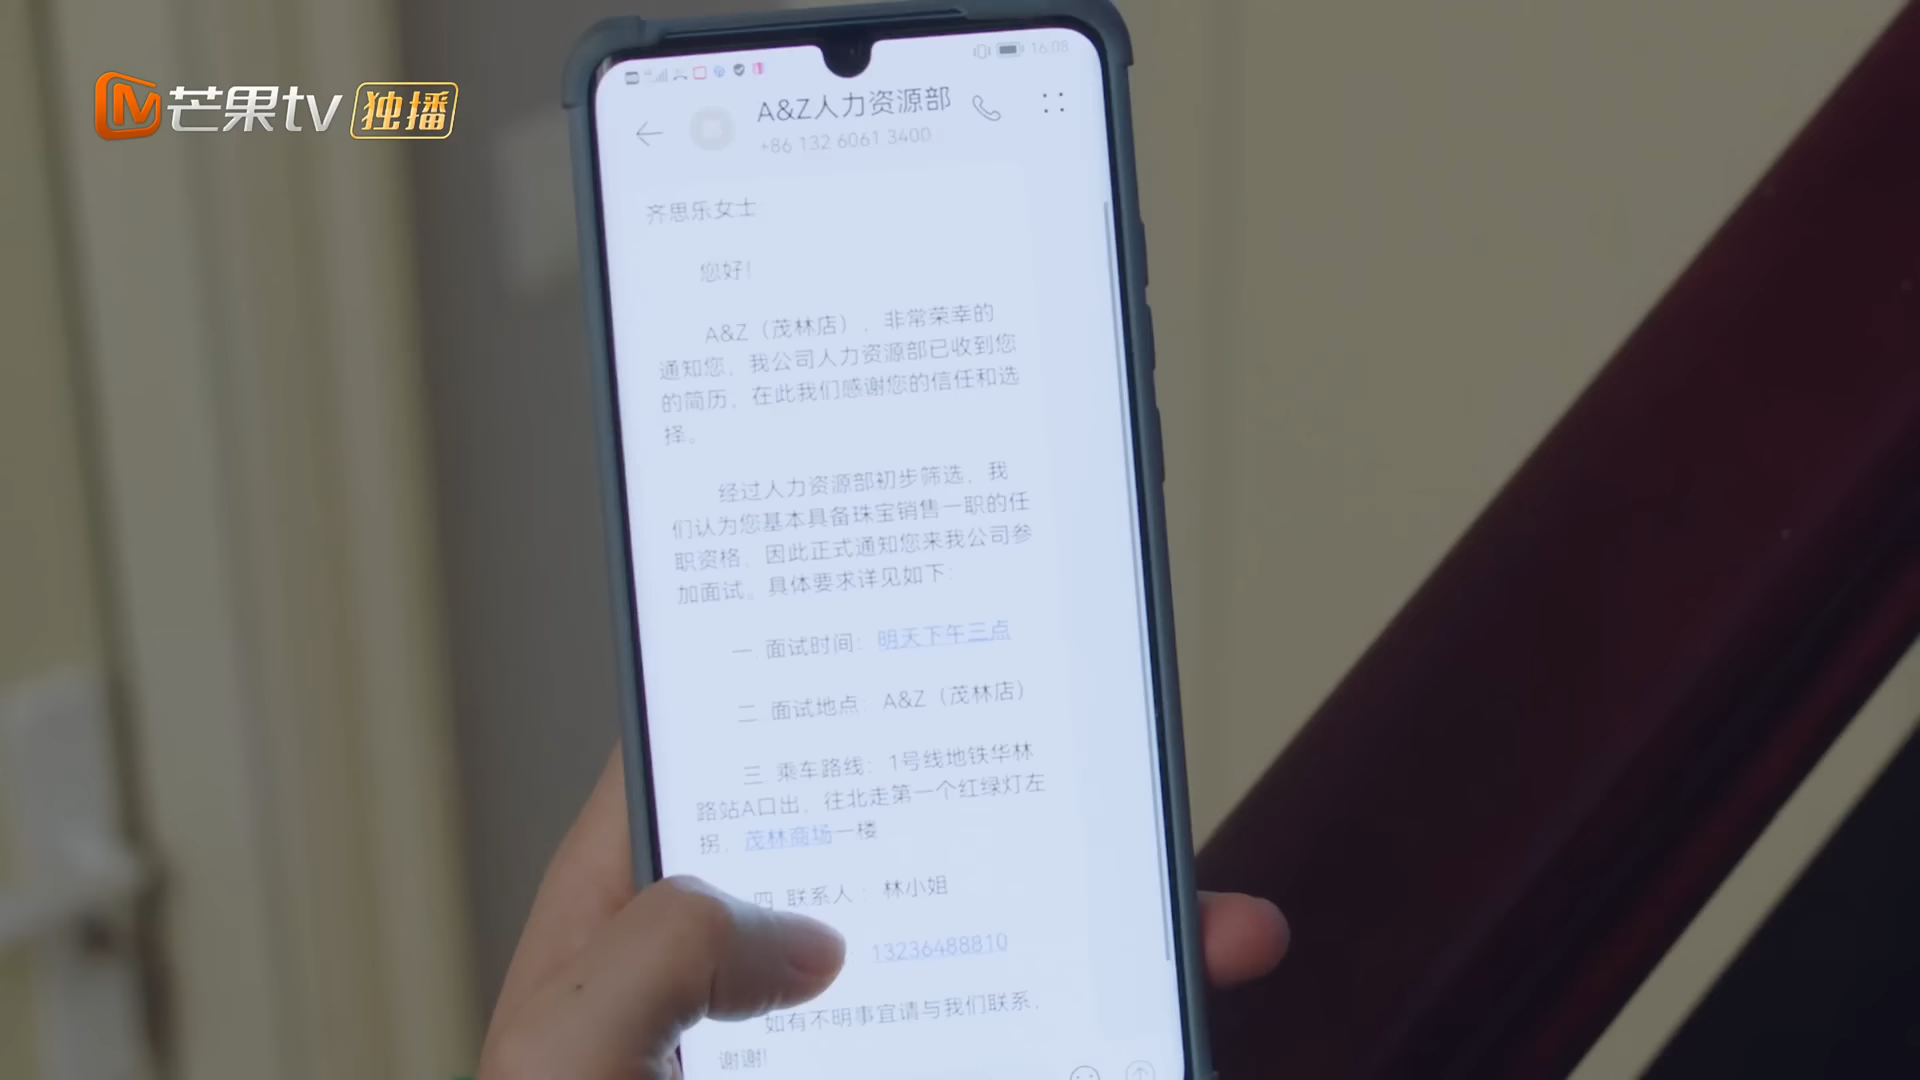 芒果tv 独播
16:08
A&Z人力资源部
+86 132 6061 3400
齐思乐女士
您好！
A&Z（茂林店），非常荣幸的
通知您，我公司人力资源部已收到您
的简历，在此我们感谢您的信任和选
择。
经过人力资源部初步筛选，我
们认为您基本具备珠宝销售一职的任
职资格，因此正式通知您来我公司参
加面试。具体要求详见如下：
一 面试时间：明天下午三点
二 面试地点：A&Z（茂林店）
三 乘车路线：1号线地铁华林
路站A口出，往北走第一个红绿灯左
拐，茂林商场一楼
四 联系人：林小姐
13236488810
如有不明事宜请与我们联系，
谢谢！